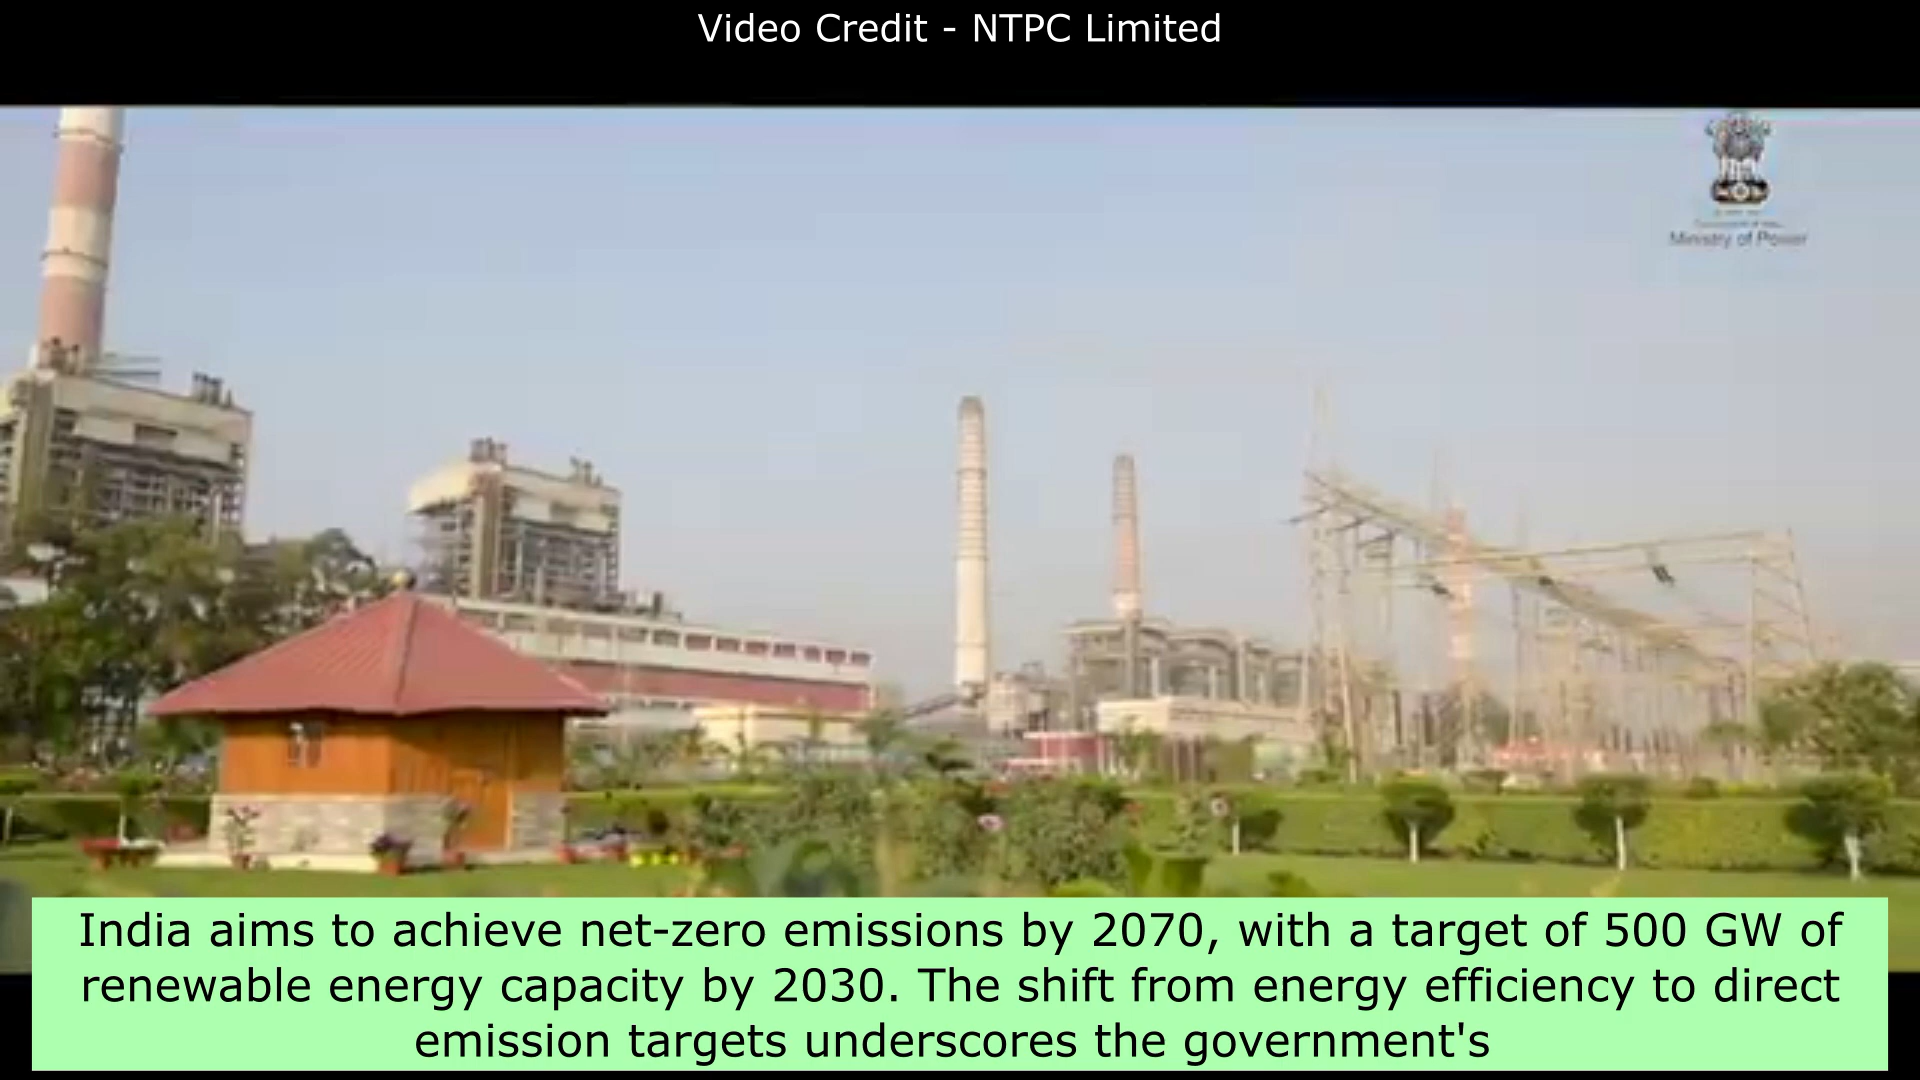 Video Credit - NTPC Limited
Ministry of Power
India aims to achieve net-zero emissions by 2070, with a target of 500 GW of
renewable energy capacity by 2030. The shift from energy efficiency to direct
emission targets underscores the government's